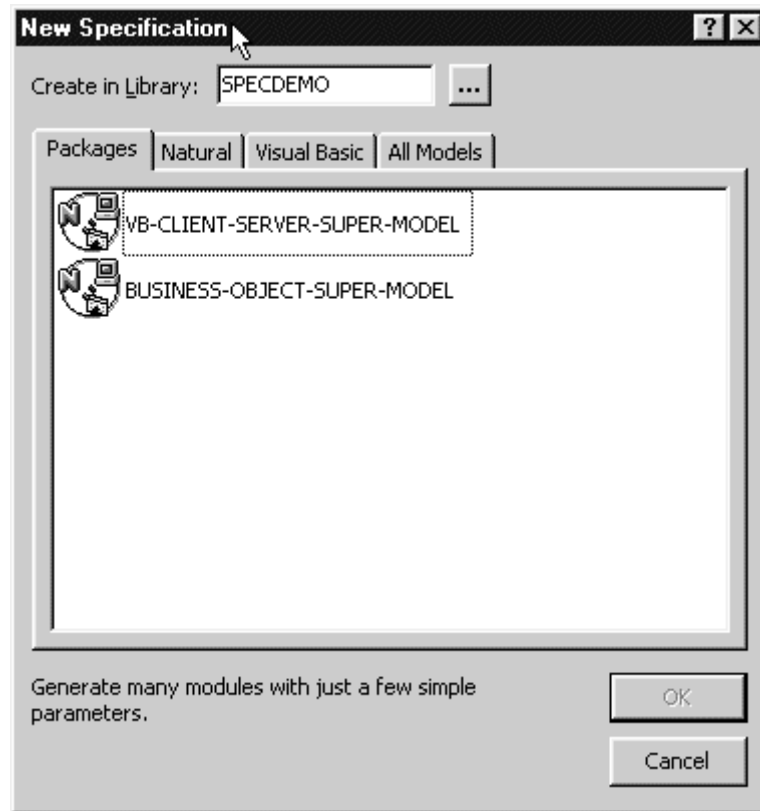 New Specification
Create in Library: SPECDEMO ...
Packages Natural Visual Basic All Models
VB-CLIENT-SERVER-SUPER-MODEL
BUSINESS-OBJECT-SUPER-MODEL
Generate many modules with just a few simple
parameters.
OK
Cancel